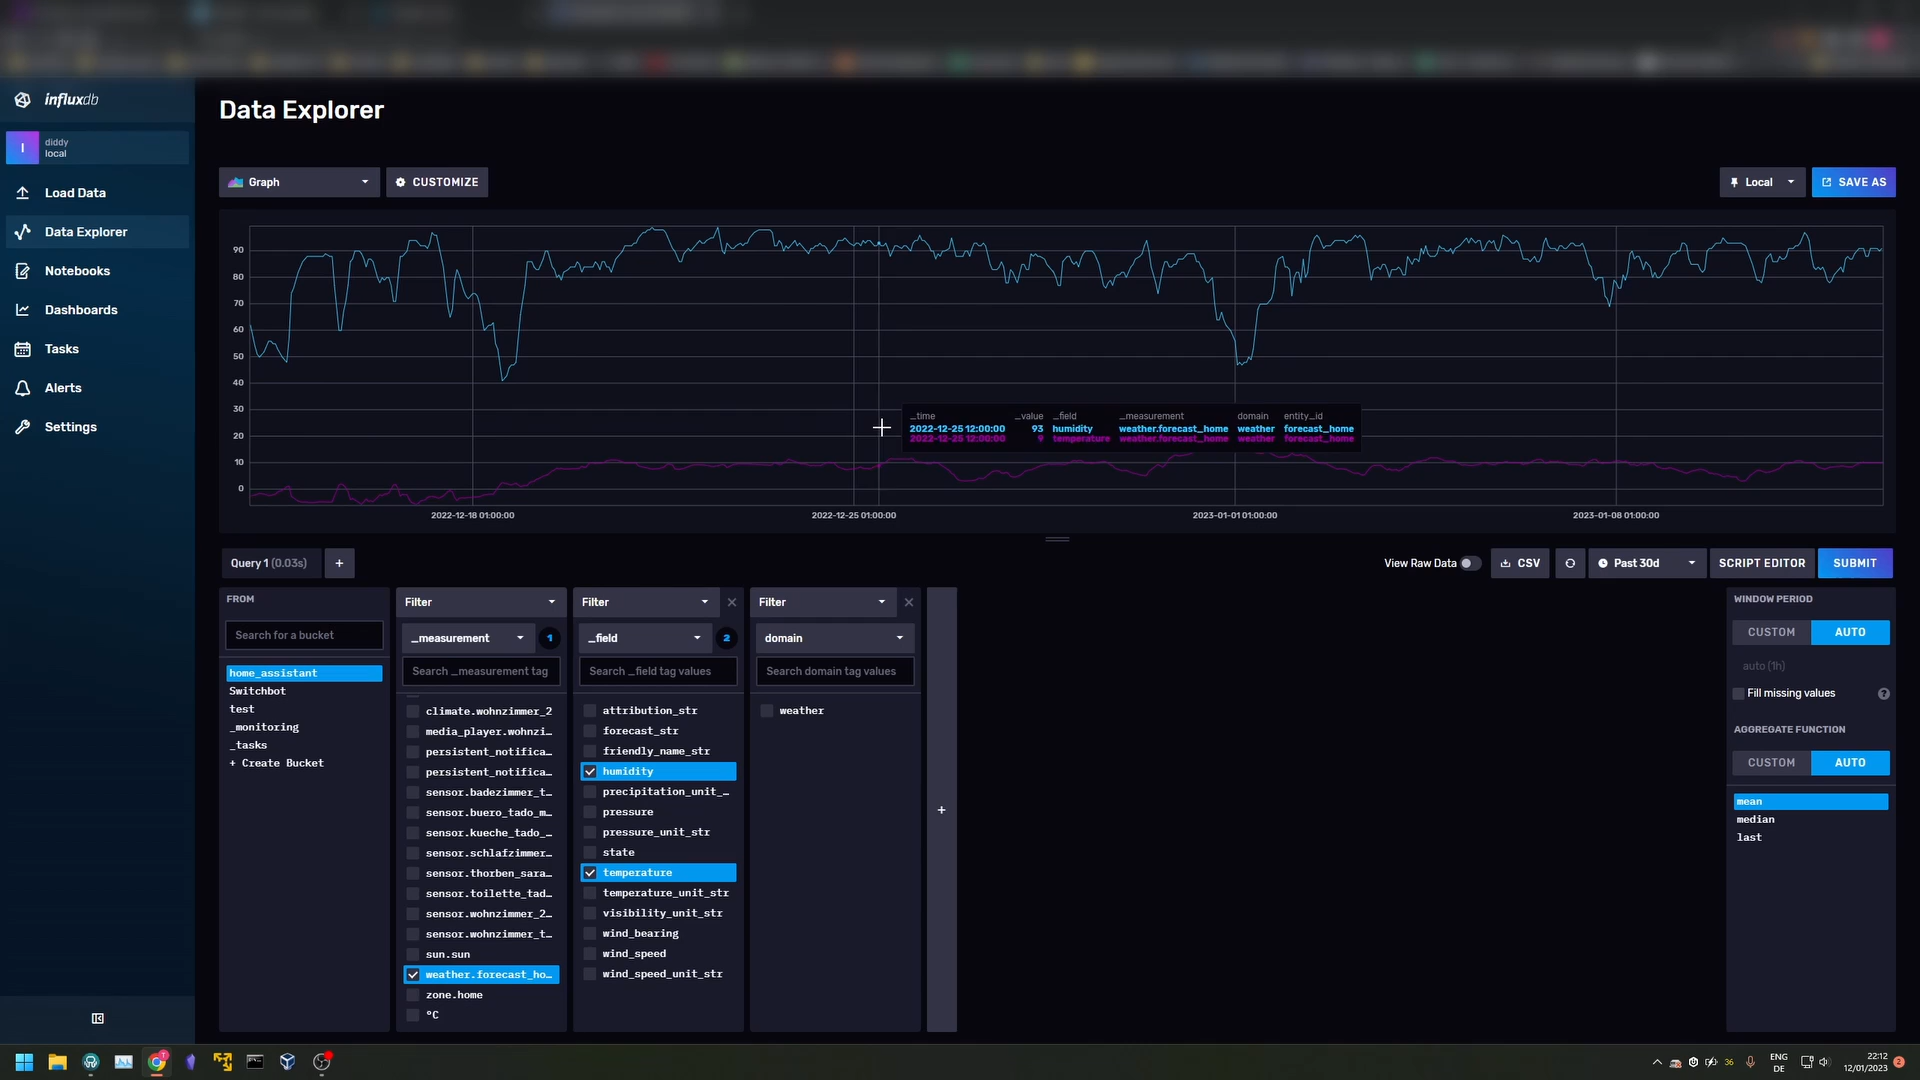 influxdb
I
diddy
local
Load Data
Data Explorer
Notebooks
Dashboards
Tasks
Alerts
Settings
Data Explorer
Graph
CUSTOMIZE
Local
SAVE AS
90
80
70
60
50
40
30
20
10
0
_time _value _field _measurement domain entity_id
2022-12-25 12:00:00 93 humidity weather.forecast_home weather forecast_home
2022-12-25 12:00:00 9 temperature weather.forecast_home weather forecast_home
2022-12-18 01:00:00
2022-12-25 01:00:00
2023-01-01 01:00:00
2023-01-08 01:00:00
Query 1 (0.03s)
+
View Raw Data
CSV
Past 30d
SCRIPT EDITOR
SUBMIT
FROM
Search for a bucket
home_assistant
Switchbot
test
_monitoring
_tasks
+ Create Bucket
Filter
_measurement
1
Search _measurement tag
climate.wohnzimmer_2
media_player.wohnzi…
persistent_notifica…
persistent_notifica…
sensor.badezimmer_t…
sensor.buero_tado_m…
sensor.kueche_tado_…
sensor.schlafzimmer…
sensor.thorben_sara…
sensor.toilette_tad…
sensor.wohnzimmer_2…
sensor.wohnzimmer_t…
sun.sun
weather.forecast_ho…
zone.home
°C
Filter
_field
2
Search _field tag values
attribution_str
forecast_str
friendly_name_str
humidity
precipitation_unit_…
pressure
pressure_unit_str
state
temperature
temperature_unit_str
visibility_unit_str
wind_bearing
wind_speed
wind_speed_unit_str
Filter
domain
Search domain tag values
weather
+
WINDOW PERIOD
CUSTOM
AUTO
auto (1h)
Fill missing values
?
AGGREGATE FUNCTION
CUSTOM
AUTO
mean
median
last
36
ENG
DE
22:12
12/01/2023
2